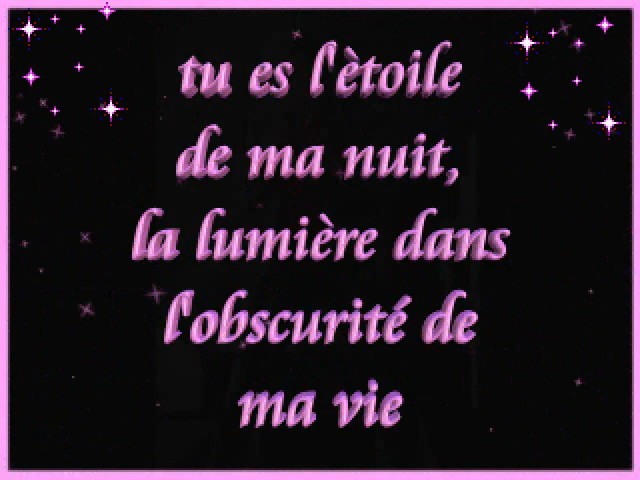 tu es l'ètoile
de ma nuit,
la lumière dans
l'obscurité de
ma vie